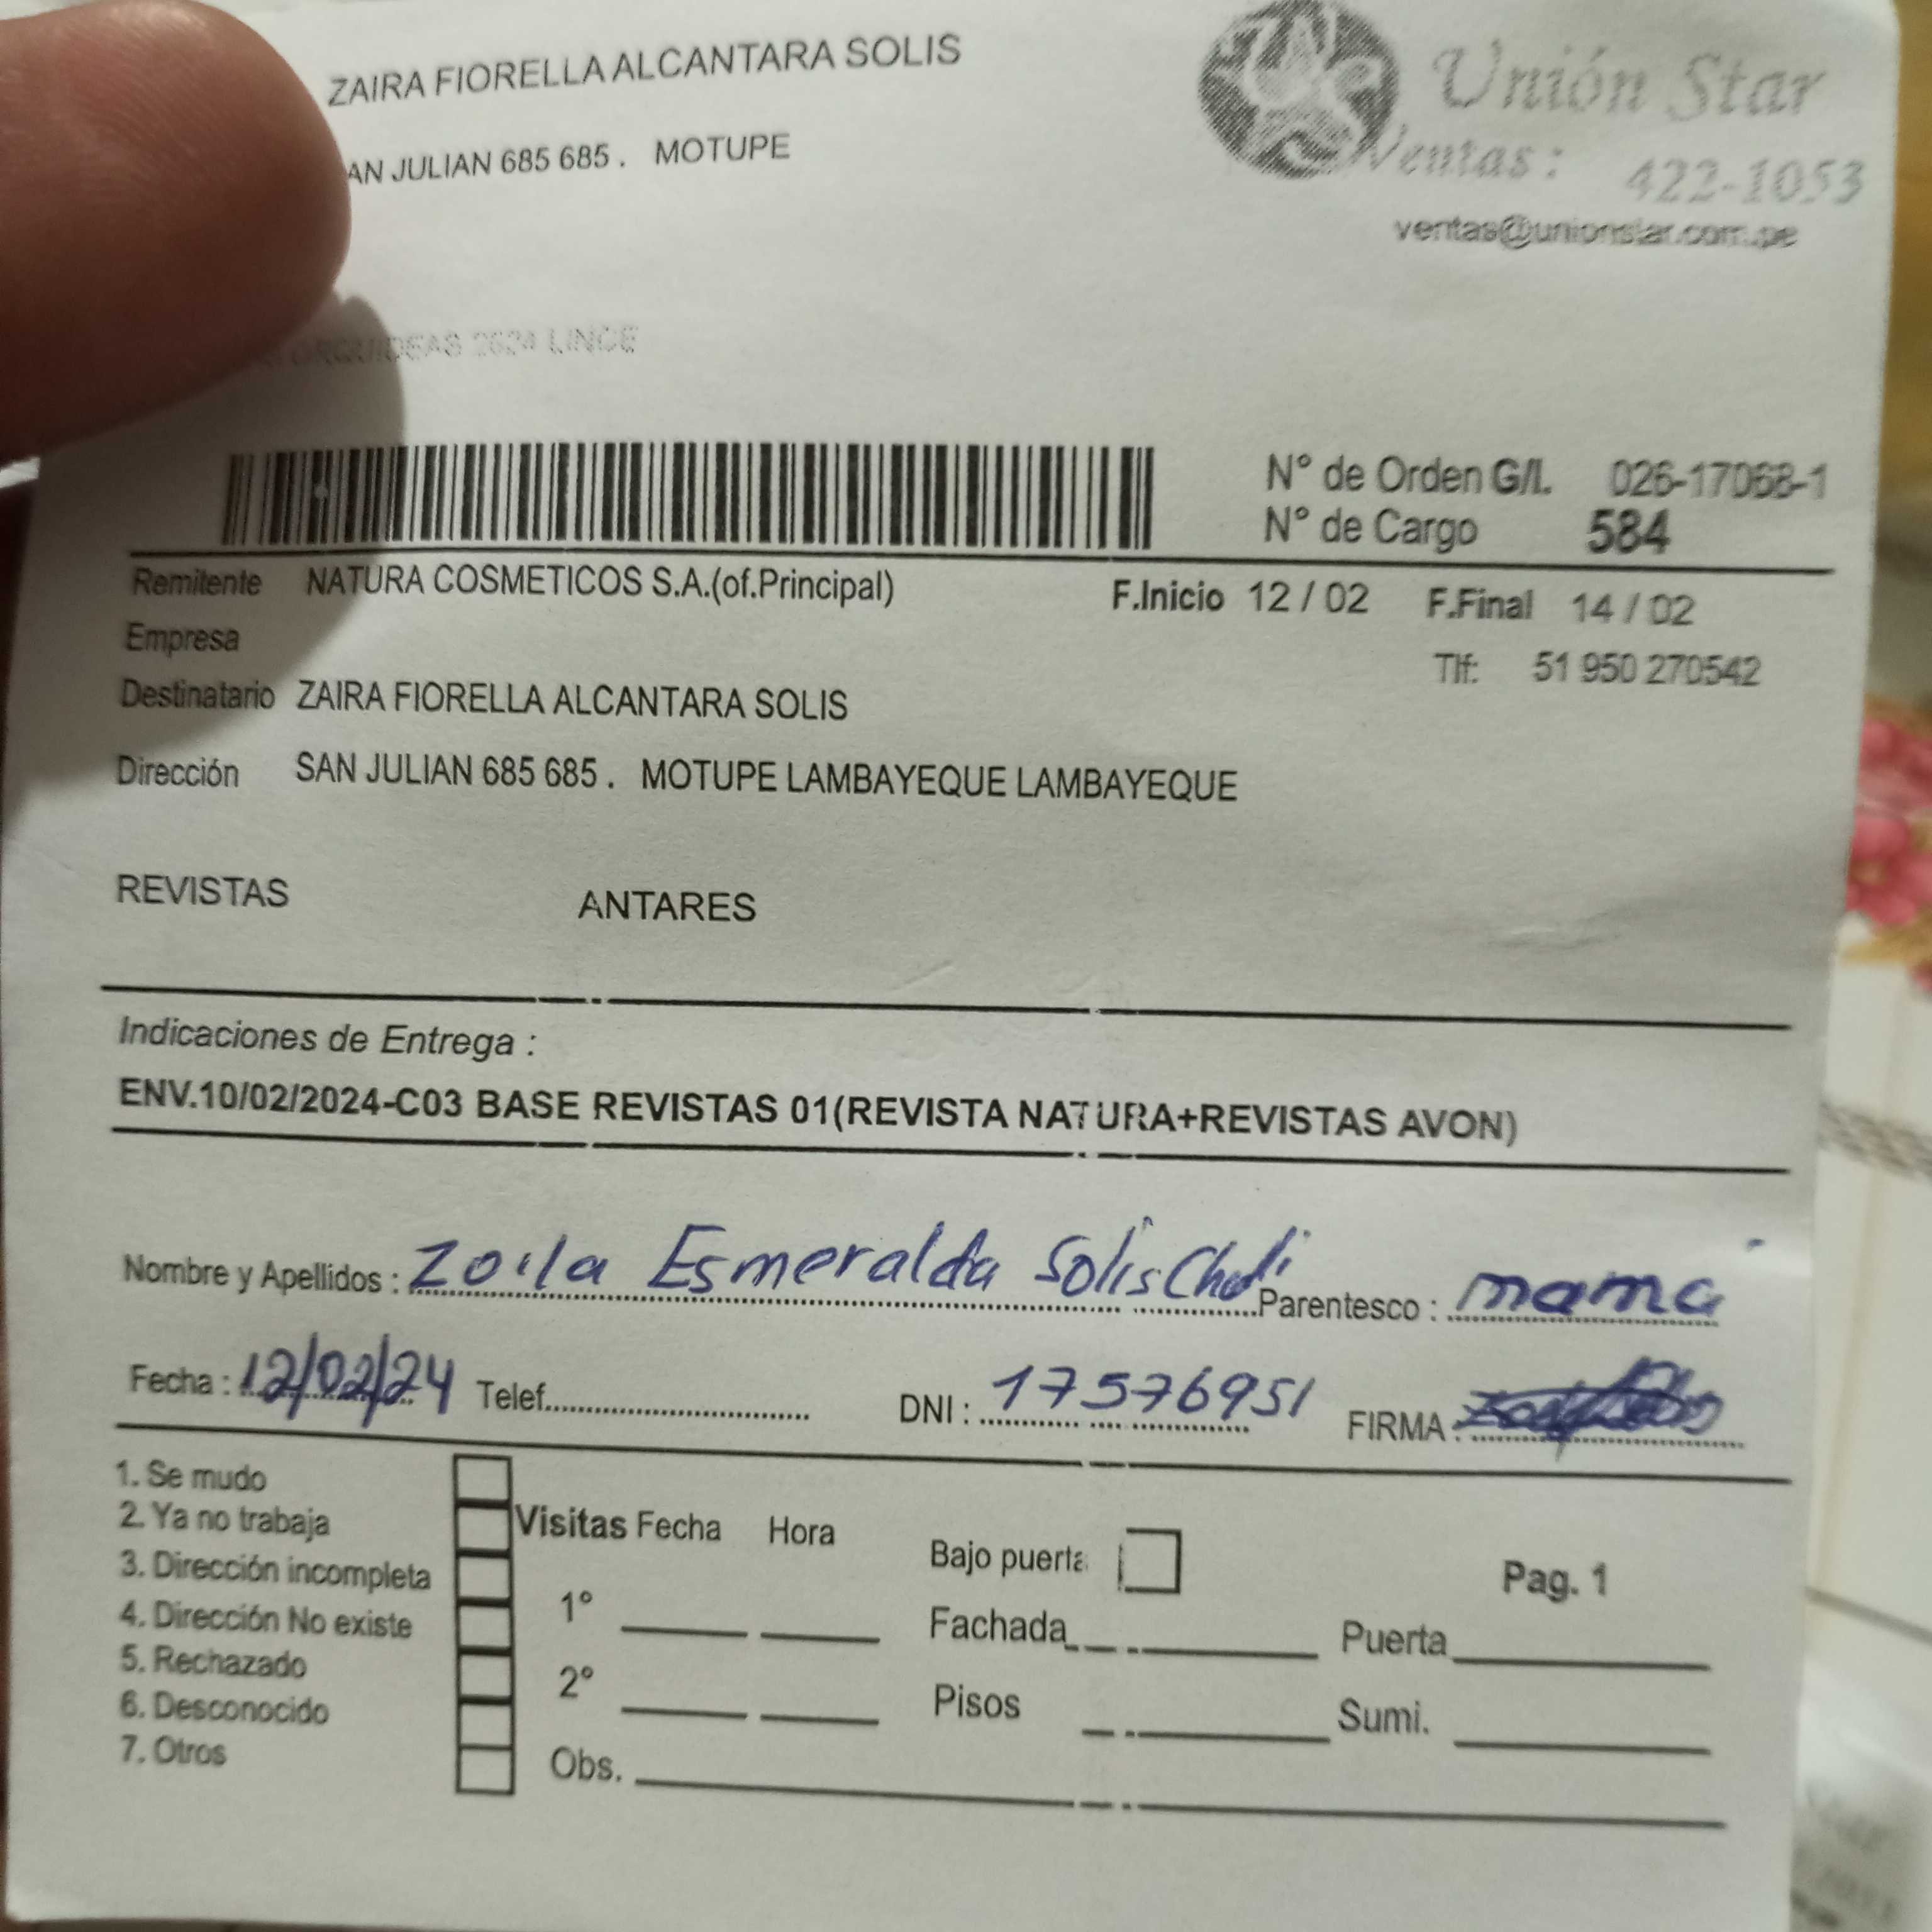 ZAIRA FIORELLA ALCANTARA SOLIS
AN JULIAN 685 685 . MOTUPE
Unión Star
Ventas: 422-1053
ventas@unionstar.com.pe
ORQUIDEAS 2624 LINCE
N° de Orden G/I. 026-17068-1
N° de Cargo 584
Remitente NATURA COSMETICOS S.A.(of.Principal) F.Inicio 12 / 02 F.Final 14 / 02
Empresa
Tlf: 51 950 270542
Destinatario ZAIRA FIORELLA ALCANTARA SOLIS
Dirección SAN JULIAN 685 685 . MOTUPE LAMBAYEQUE LAMBAYEQUE
REVISTAS ANTARES
Indicaciones de Entrega :
ENV.10/02/2024-C03 BASE REVISTAS 01(REVISTA NATURA+REVISTAS AVON)
Nombre y Apellidos : Zoila Esmeralda Solis Parentesco : mama
Fecha : 12/02/24 Telef. DNI : 17576951 FIRMA :
1. Se mudo
2. Ya no trabaja
3. Dirección incompleta
4. Dirección No existe
5. Rechazado
6. Desconocido
7. Otros
Visitas Fecha Hora
1°
2°
Obs.
Bajo puerta
Pag. 1
Fachada Puerta
Pisos Sumi.